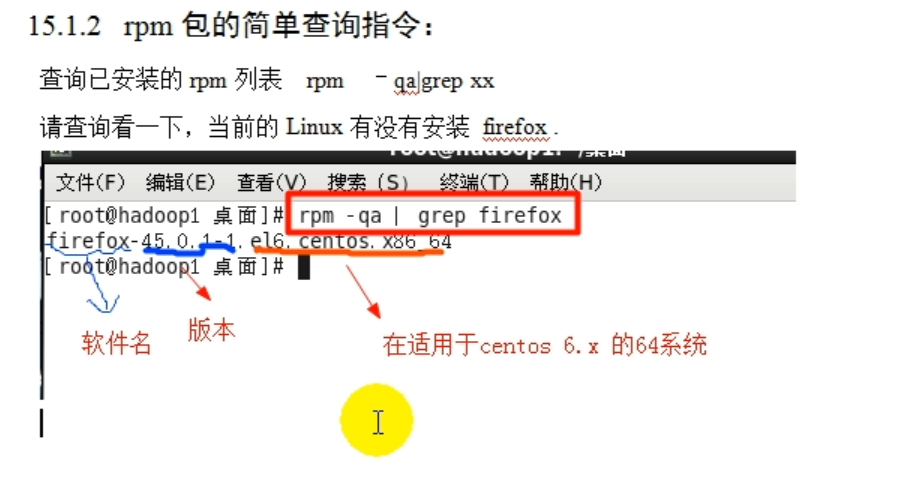 15.1.2 rpm 包的简单查询指令：
查询已安装的 rpm 列表 rpm –qa|grep xx
请查询看一下，当前的 Linux 有没有安装 firefox .
文件(F) 编辑(E) 查看(V) 搜索 (S) 终端(T) 帮助(H)
[root@hadoop1 桌面]# rpm -qa | grep firefox
firefox-45.0.1-1.el6.centos.x86_64
[root@hadoop1 桌面]#
软件名 版本 在适用于centos 6.x 的64系统